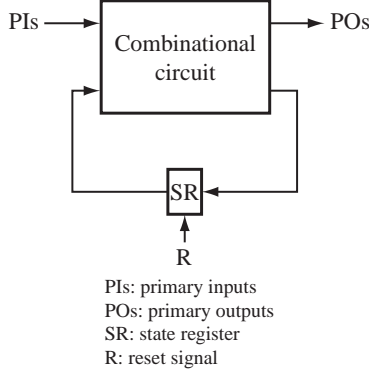 PIs
POs
Combinational
circuit
SR
R
PIs: primary inputs
POs: primary outputs
SR: state register
R: reset signal